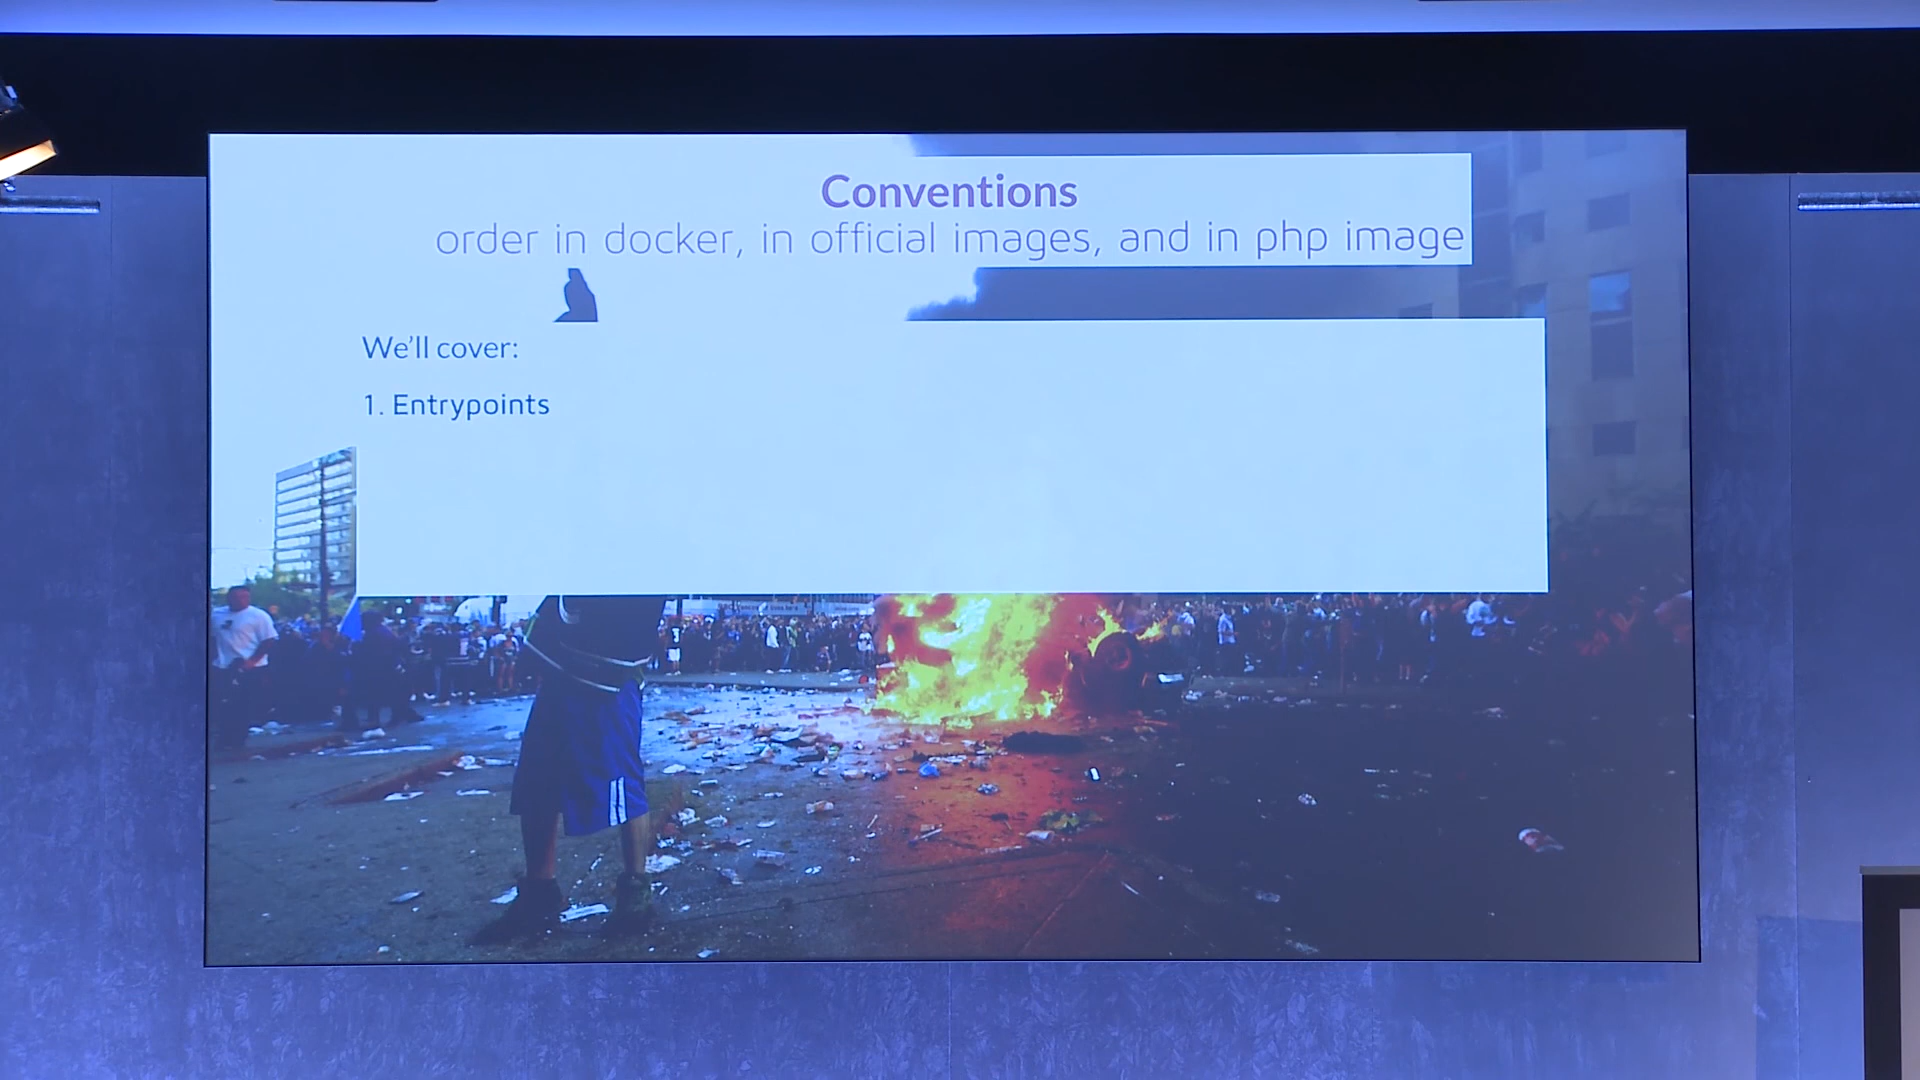 Conventions
order in docker, in official images, and in php image
We'll cover:
1. Entrypoints